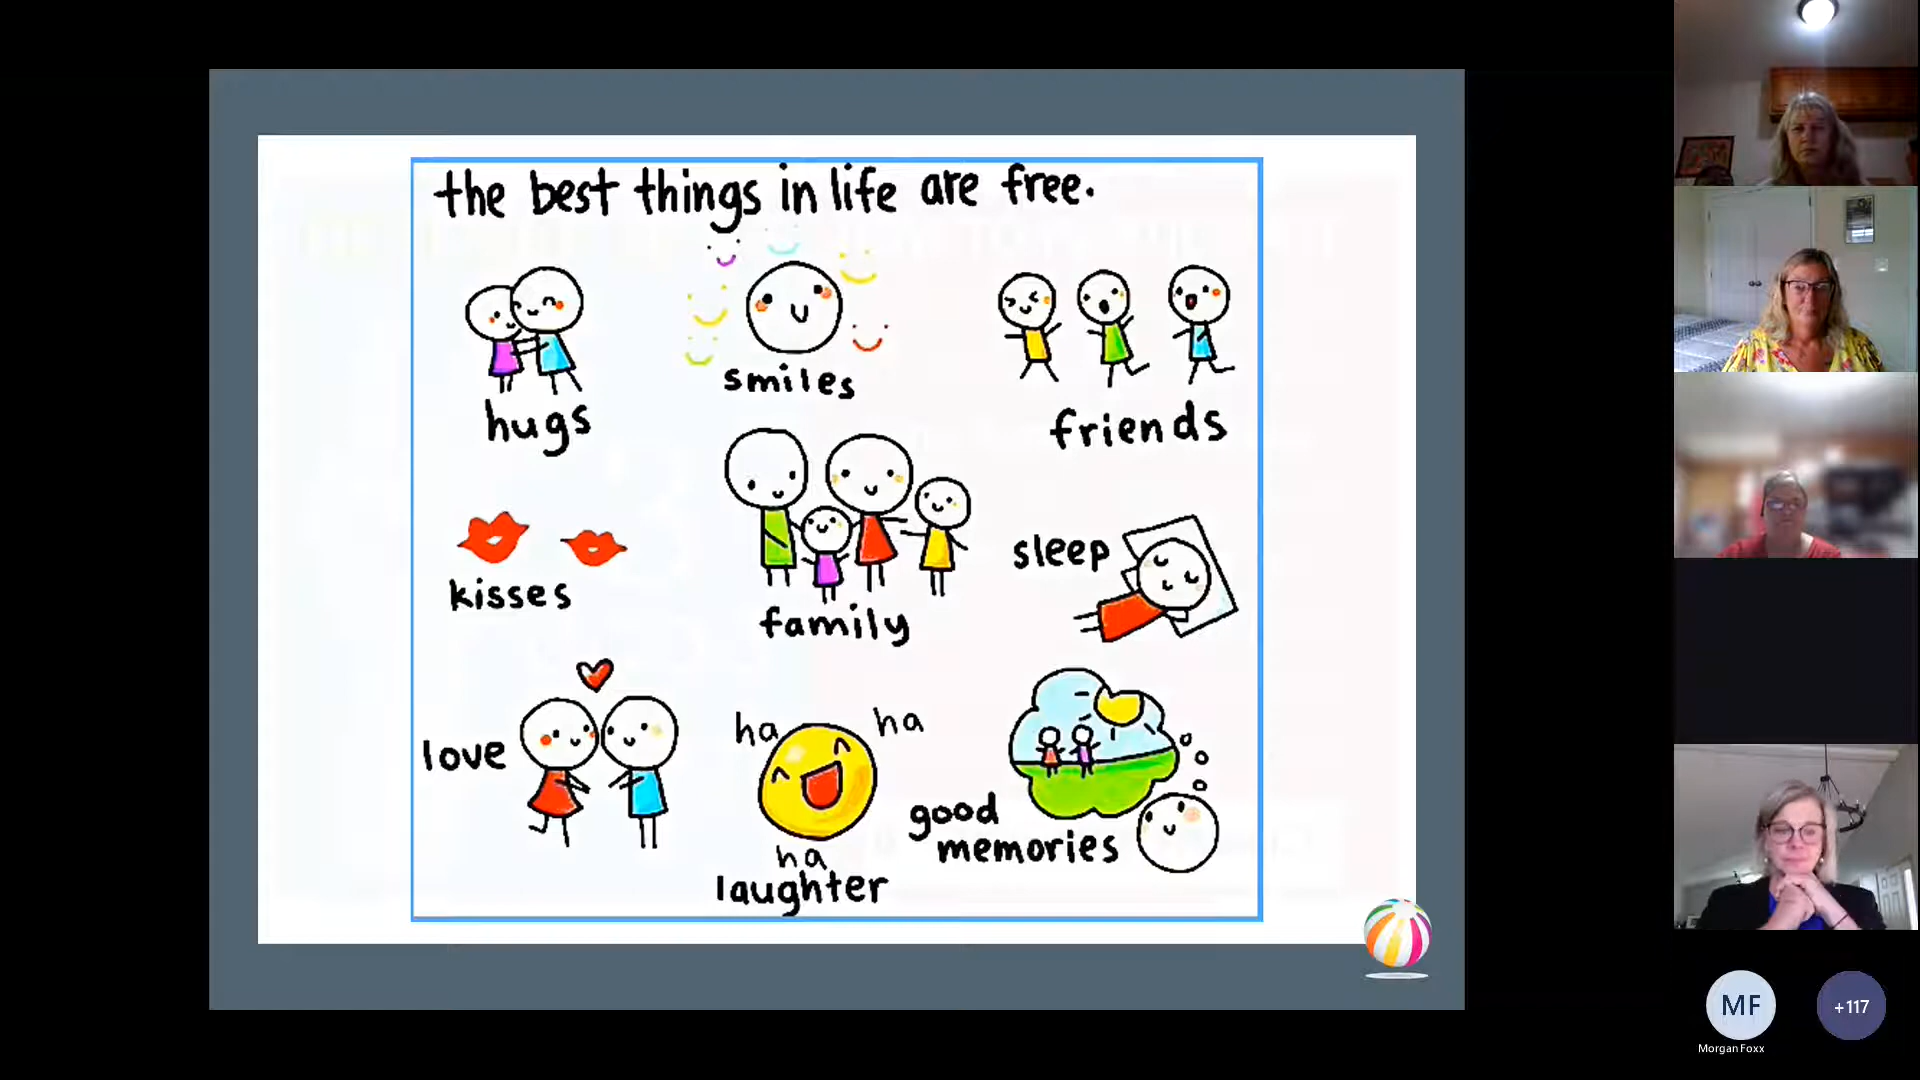 the best things in life are free.
smiles
hugs
friends
kisses
sleep
family
love
ha
ha
ha
laughter
good
memories
MF
+117
Morgan Foxx